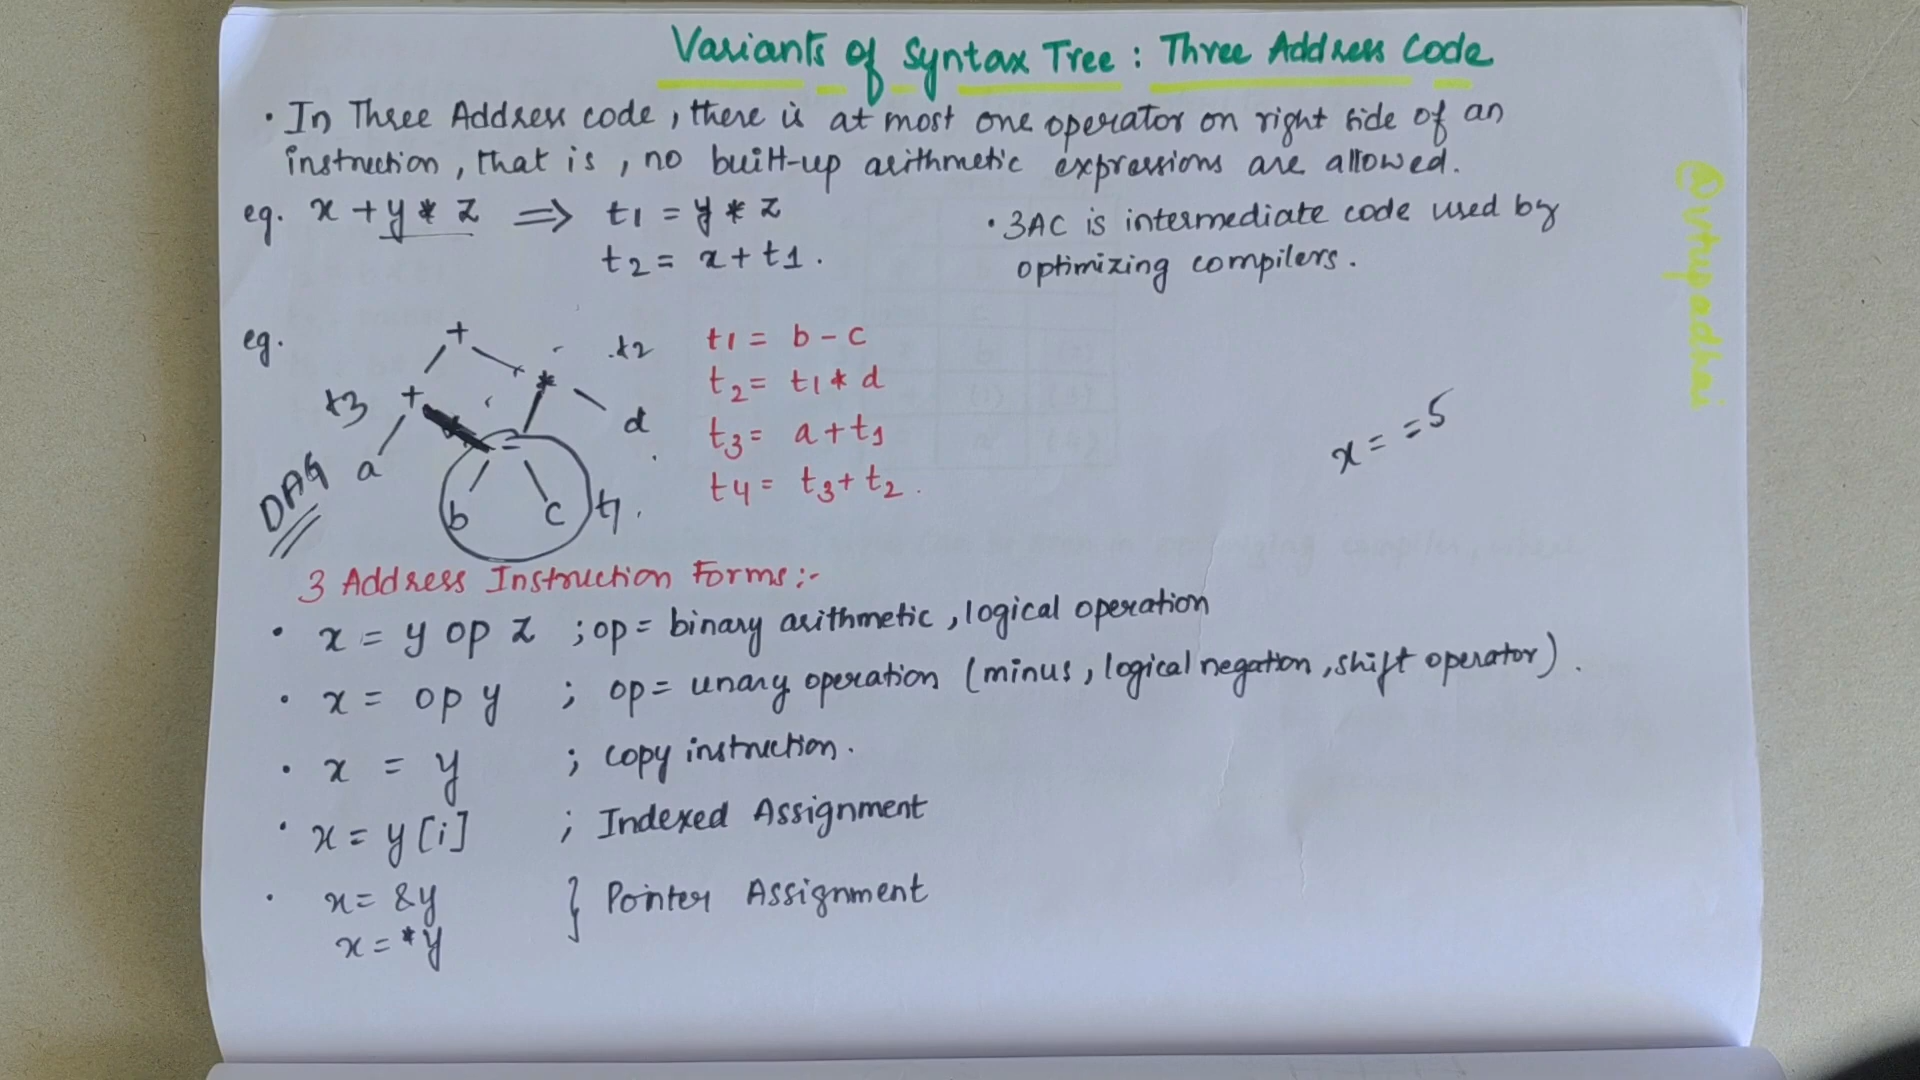 Variants of Syntax Tree : Three Address Code
• In Three Address code , there is at most one operator on right side of an
instruction , that is , no built-up arithmetic expressions are allowed.
eg. x + y * z ⇒ t1 = y * z
t2 = x + t1 .
• 3AC is intermediate code used by
optimizing compilers .
@vtupadhai
eg.
+
t3 + * t2
a - d
b c t1 .
DAG
t1 = b - c
t2 = t1 * d
t3 = a + t1
t4 = t3 + t2 .
x = = 5
3 Address Instruction Forms :-
• x = y op z ; op = binary arithmetic , logical operation
• x = op y ; op = unary operation (minus , logical negation , shift operator) .
• x = y ; copy instruction .
• x = y [i] ; Indexed Assignment
• x = &y } Pointer Assignment
x = *y